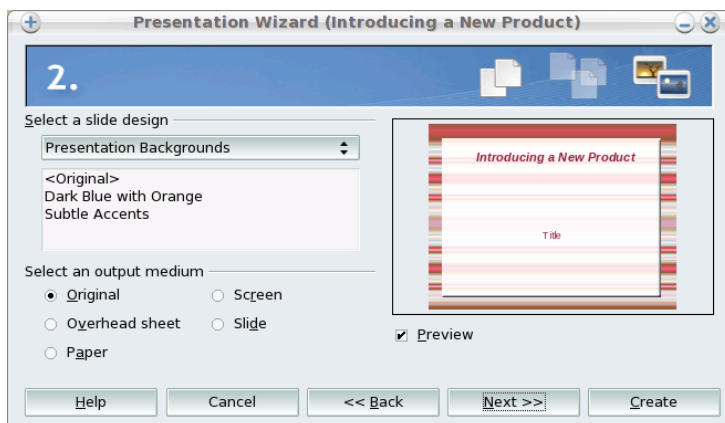 Presentation Wizard (Introducing a New Product)
2.
Select a slide design
Presentation Backgrounds
<Original>
Dark Blue with Orange
Subtle Accents
Introducing a New Product
Title
Select an output medium
Original
Screen
Overhead sheet
Slide
Paper
Preview
Help
Cancel
<< Back
Next >>
Create